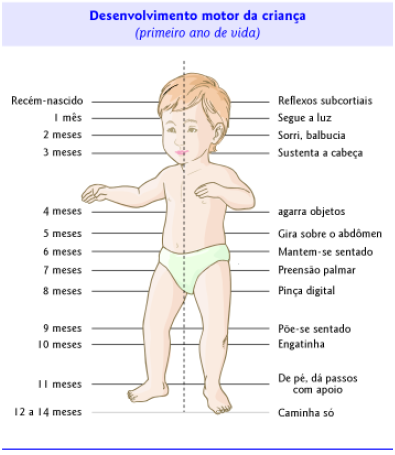 Desenvolvimento motor da criança
(primeiro ano de vida)
Recém-nascido Reflexos subcortiais
1 mês Segue a luz
2 meses Sorri, balbucia
3 meses Sustenta a cabeça
4 meses agarra objetos
5 meses Gira sobre o abdômen
6 meses Mantem-se sentado
7 meses Preensão palmar
8 meses Pinça digital
9 meses Põe-se sentado
10 meses Engatinha
11 meses De pé, dá passos
com apoio
12 a 14 meses Caminha só